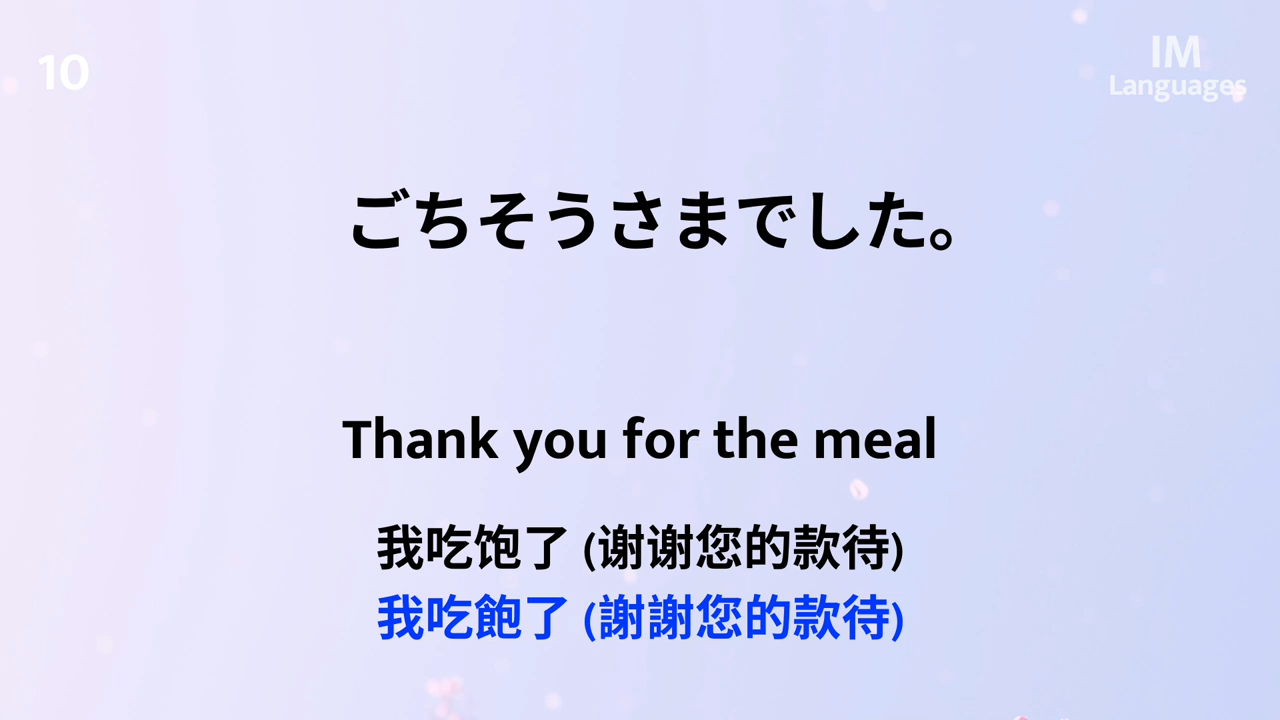 10
IM
Languages
ごちそうさまでした。
Thank you for the meal
我吃饱了 (谢谢您的款待)
我吃飽了 (謝謝您的款待)